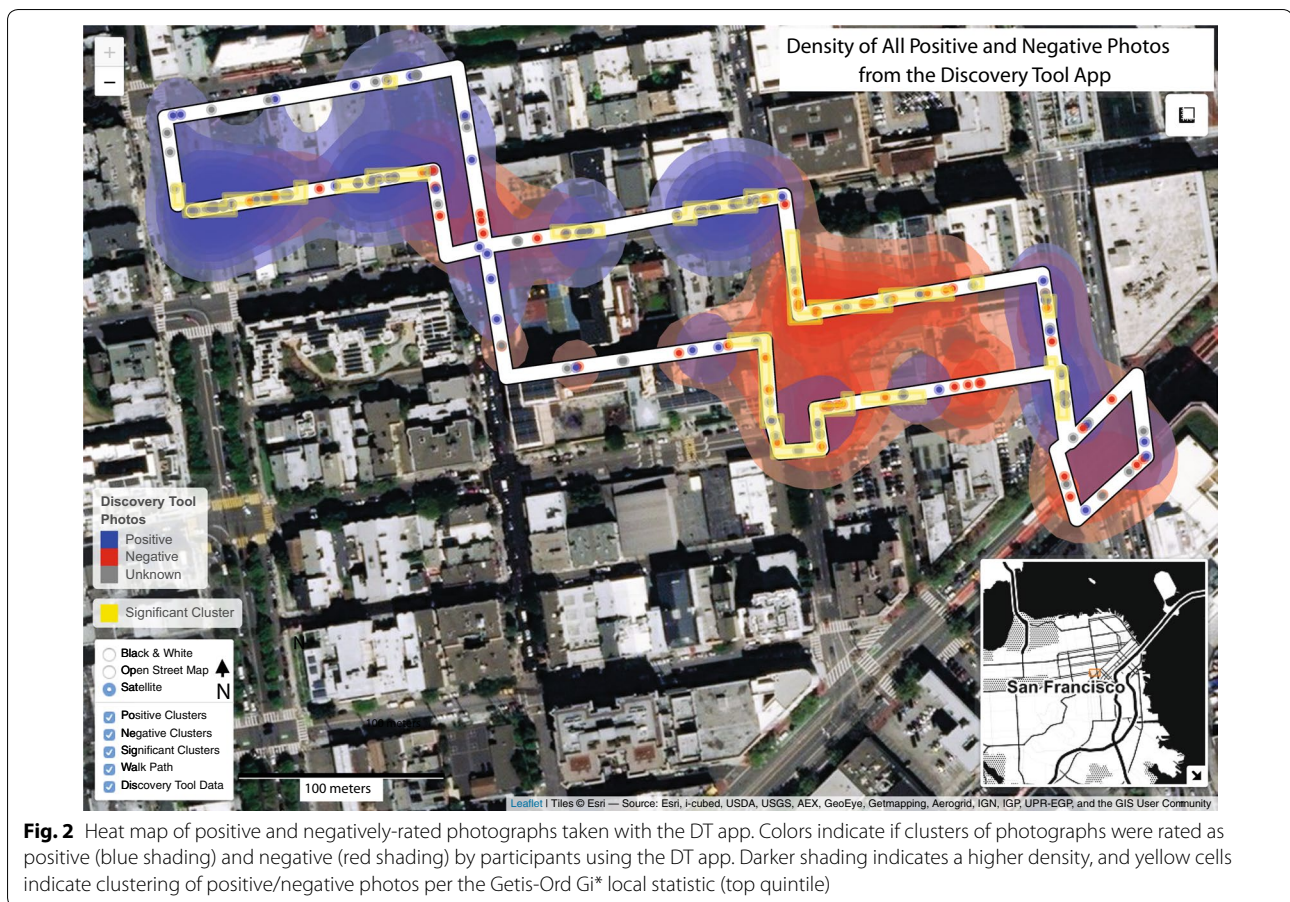 +
−
Density of All Positive and Negative Photos
from the Discovery Tool App
Discovery Tool
Photos
Positive
Negative
Unknown
Significant Cluster
Black & White
Open Street Map
Satellite
N
Positive Clusters
Negative Clusters
Significant Clusters
Walk Path
Discovery Tool Data
N
100 meters
100 meters
San Francisco
Leaflet | Tiles © Esri — Source: Esri, i-cubed, USDA, USGS, AEX, GeoEye, Getmapping, Aerogrid, IGN, IGP, UPR-EGP, and the GIS User Community
Fig. 2 Heat map of positive and negatively-rated photographs taken with the DT app. Colors indicate if clusters of photographs were rated as
positive (blue shading) and negative (red shading) by participants using the DT app. Darker shading indicates a higher density, and yellow cells
indicate clustering of positive/negative photos per the Getis-Ord Gi* local statistic (top quintile)